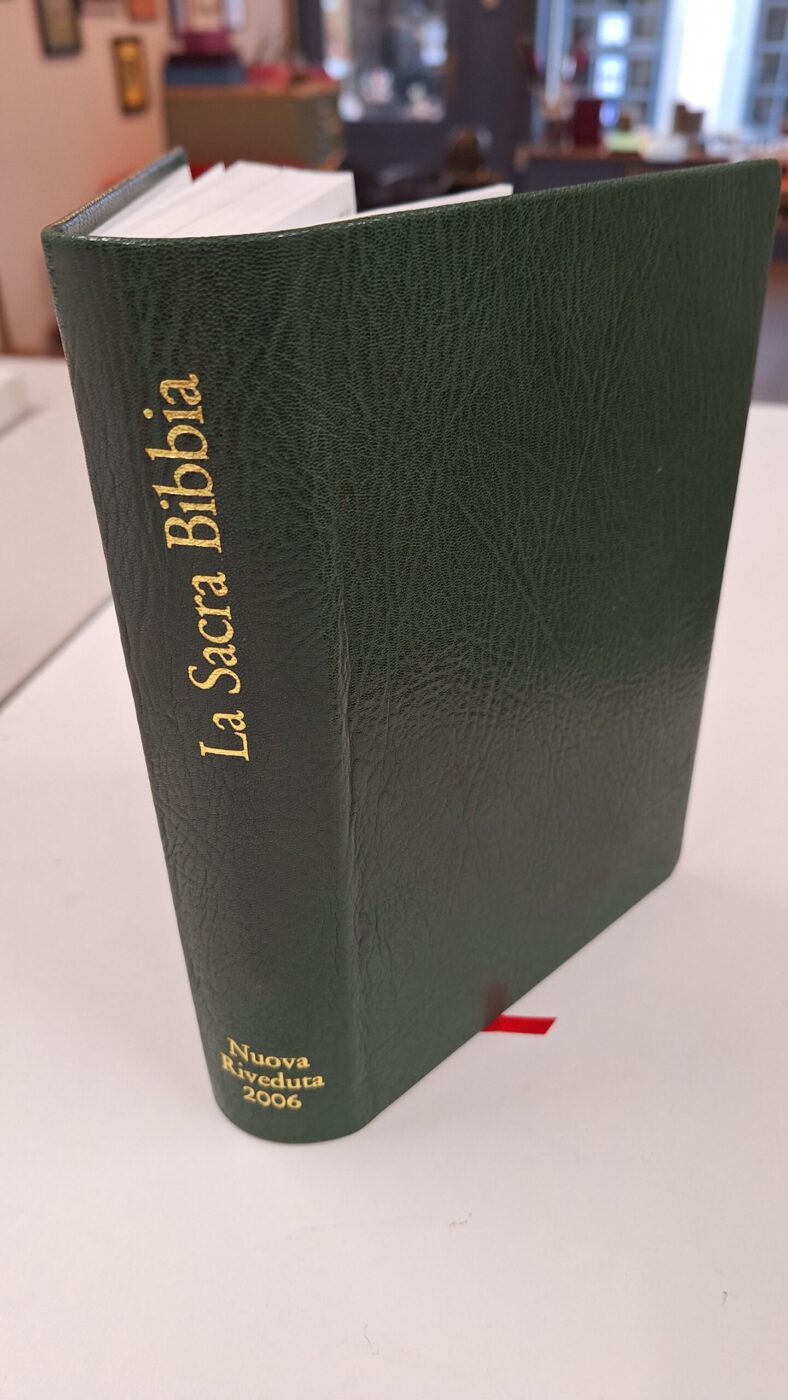 La Sacra Bibbia
Nuova
Riveduta
2006